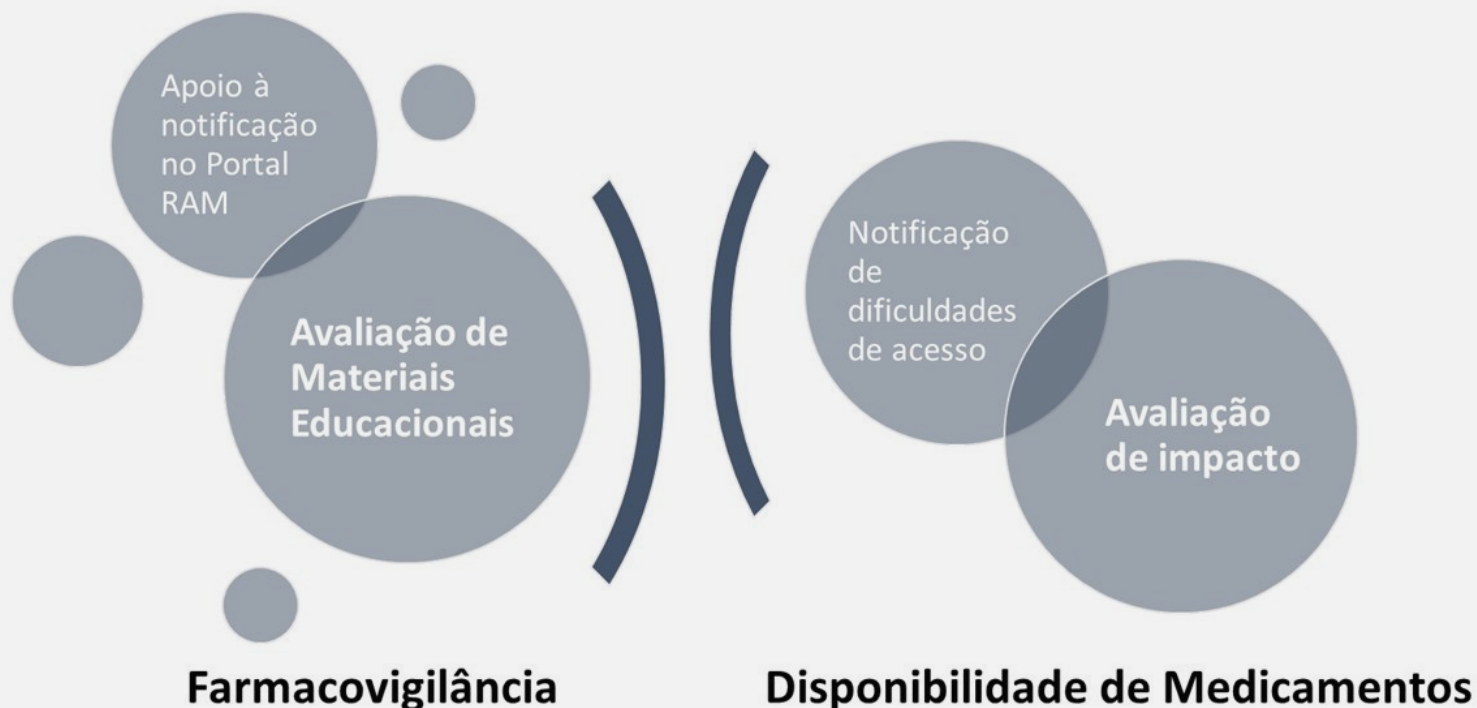 Apoio à
notificação
no Portal
RAM
Avaliação de
Materiais
Educacionais
Notificação
de
dificuldades
de acesso
Avaliação
de impacto
Farmacovigilância
Disponibilidade de Medicamentos